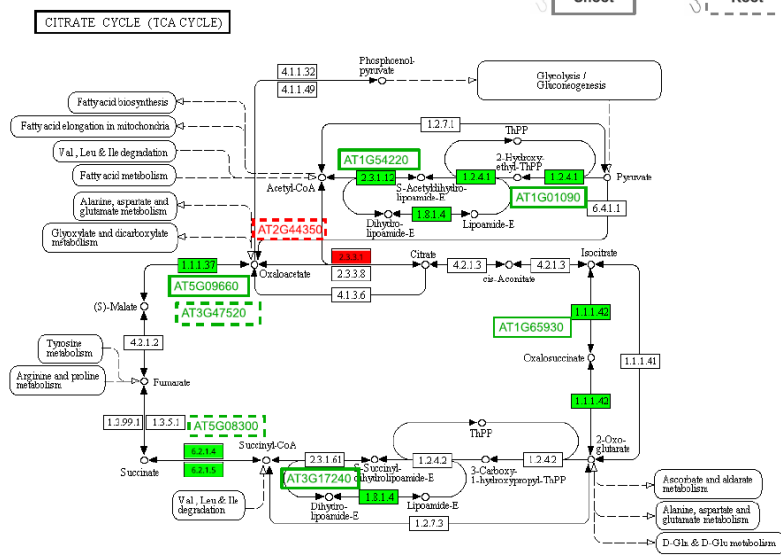 CITRATE CYCLE (TCA CYCLE)
Shoot
Root
Phosphoenol-
pyruvate
4.1.1.32
4.1.1.49
Glycolysis /
Gluconeogenesis
Fatty acid biosynthesis
Fatty acid elongation in mitochondria
Val , Leu & Ile degradation
Fatty acid metabolism
1.2.7.1
ThPP
2-Hydroxy-
ethyl-ThPP
AT1G54220
Acetyl-CoA
2.3.1.12
S-Acetyldihydro-
lipoamide-E
1.2.4.1
1.2.4.1
Pyruvate
AT1G01090
Alanine, aspartate and
glutamate metabolism
Dihydro-
lipoamide-E
1.8.1.4
Lipoamide-E
6.4.1.1
Glyoxylate and dicarboxylate
metabolism
AT2G44350
1.1.1.37
Oxaloacetate
2.3.3.1
2.3.3.8
4.1.3.6
Citrate
4.2.1.3
cis-Aconitate
4.2.1.3
Isocitrate
AT5G09660
AT3G47520
(S)-Malate
AT1G65930
1.1.1.42
4.2.1.2
Tyrosine
metabolism
Oxalosuccinate
1.1.1.41
Arginine and proline
metabolism
Fumarate
1.1.1.42
1.3.99.1
1.3.5.1
AT5G08300
ThPP
2-Oxo-
glutarate
Succinyl-CoA
6.2.1.4
6.2.1.5
Succinate
2.3.1.61
S-Succinyl-
dihydrolipoamide-E
1.2.4.2
3-Carboxy-
1-hydroxypropyl-ThPP
1.2.4.2
AT3G17240
Val , Leu & Ile
degradation
Dihydro-
lipoamide-E
1.8.1.4
Lipoamide-E
1.2.7.3
Ascorbate and aldarate
metabolism
Alanine, aspartate and
glutamate metabolism
D-Gln & D-Glu metabolism